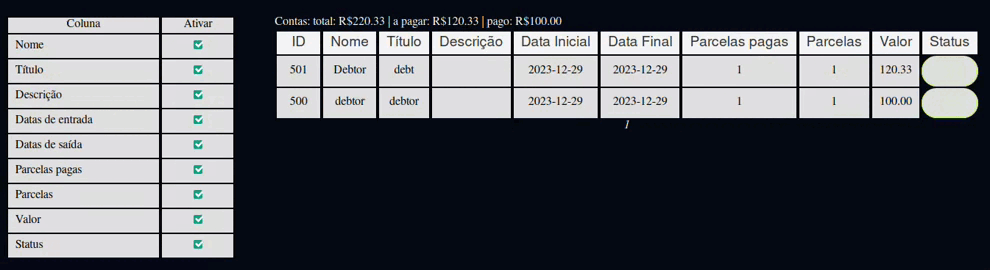 Coluna Ativar
Nome
Título
Descrição
Datas de entrada
Datas de saída
Parcelas pagas
Parcelas
Valor
Status
Contas: total: R$220.33 | a pagar: R$120.33 | pago: R$100.00
ID Nome Título Descrição Data Inicial Data Final Parcelas pagas Parcelas Valor Status
501 Debtor debt 2023-12-29 2023-12-29 1 1 120.33
500 debtor debtor 2023-12-29 2023-12-29 1 1 100.00
1